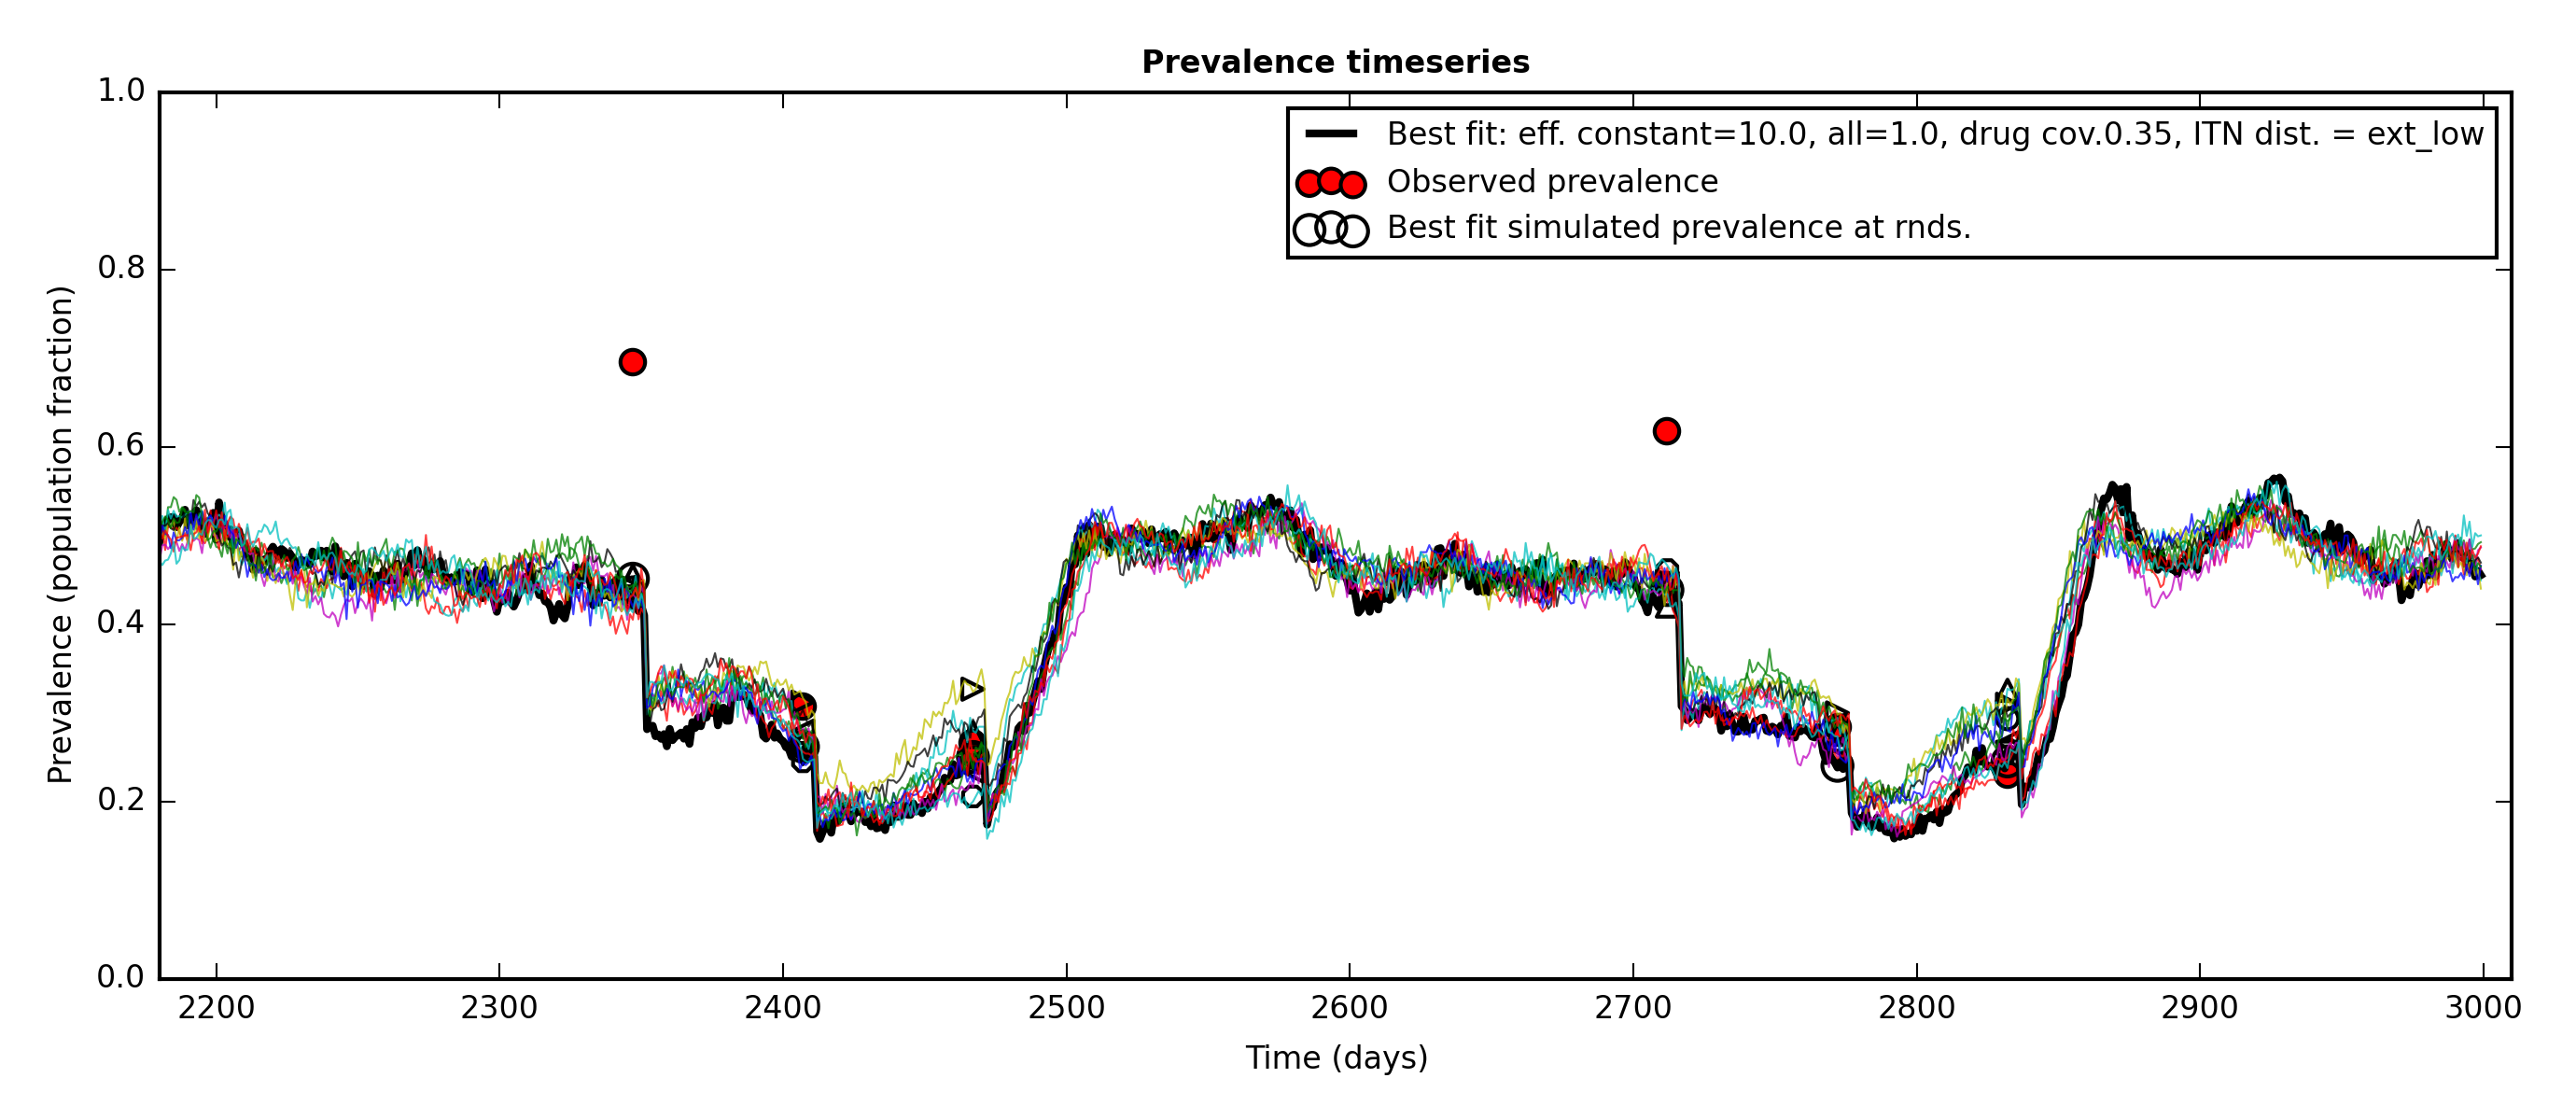 Prevalence timeseries
Best fit: eff. constant=10.0, all=1.0, drug cov.0.35, ITN dist. = ext_low
Observed prevalence
Best fit simulated prevalence at rnds.
Prevalence (population fraction)
1.0
0.8
0.6
0.4
0.2
0.0
2200 2300 2400 2500 2600 2700 2800 2900 3000
Time (days)